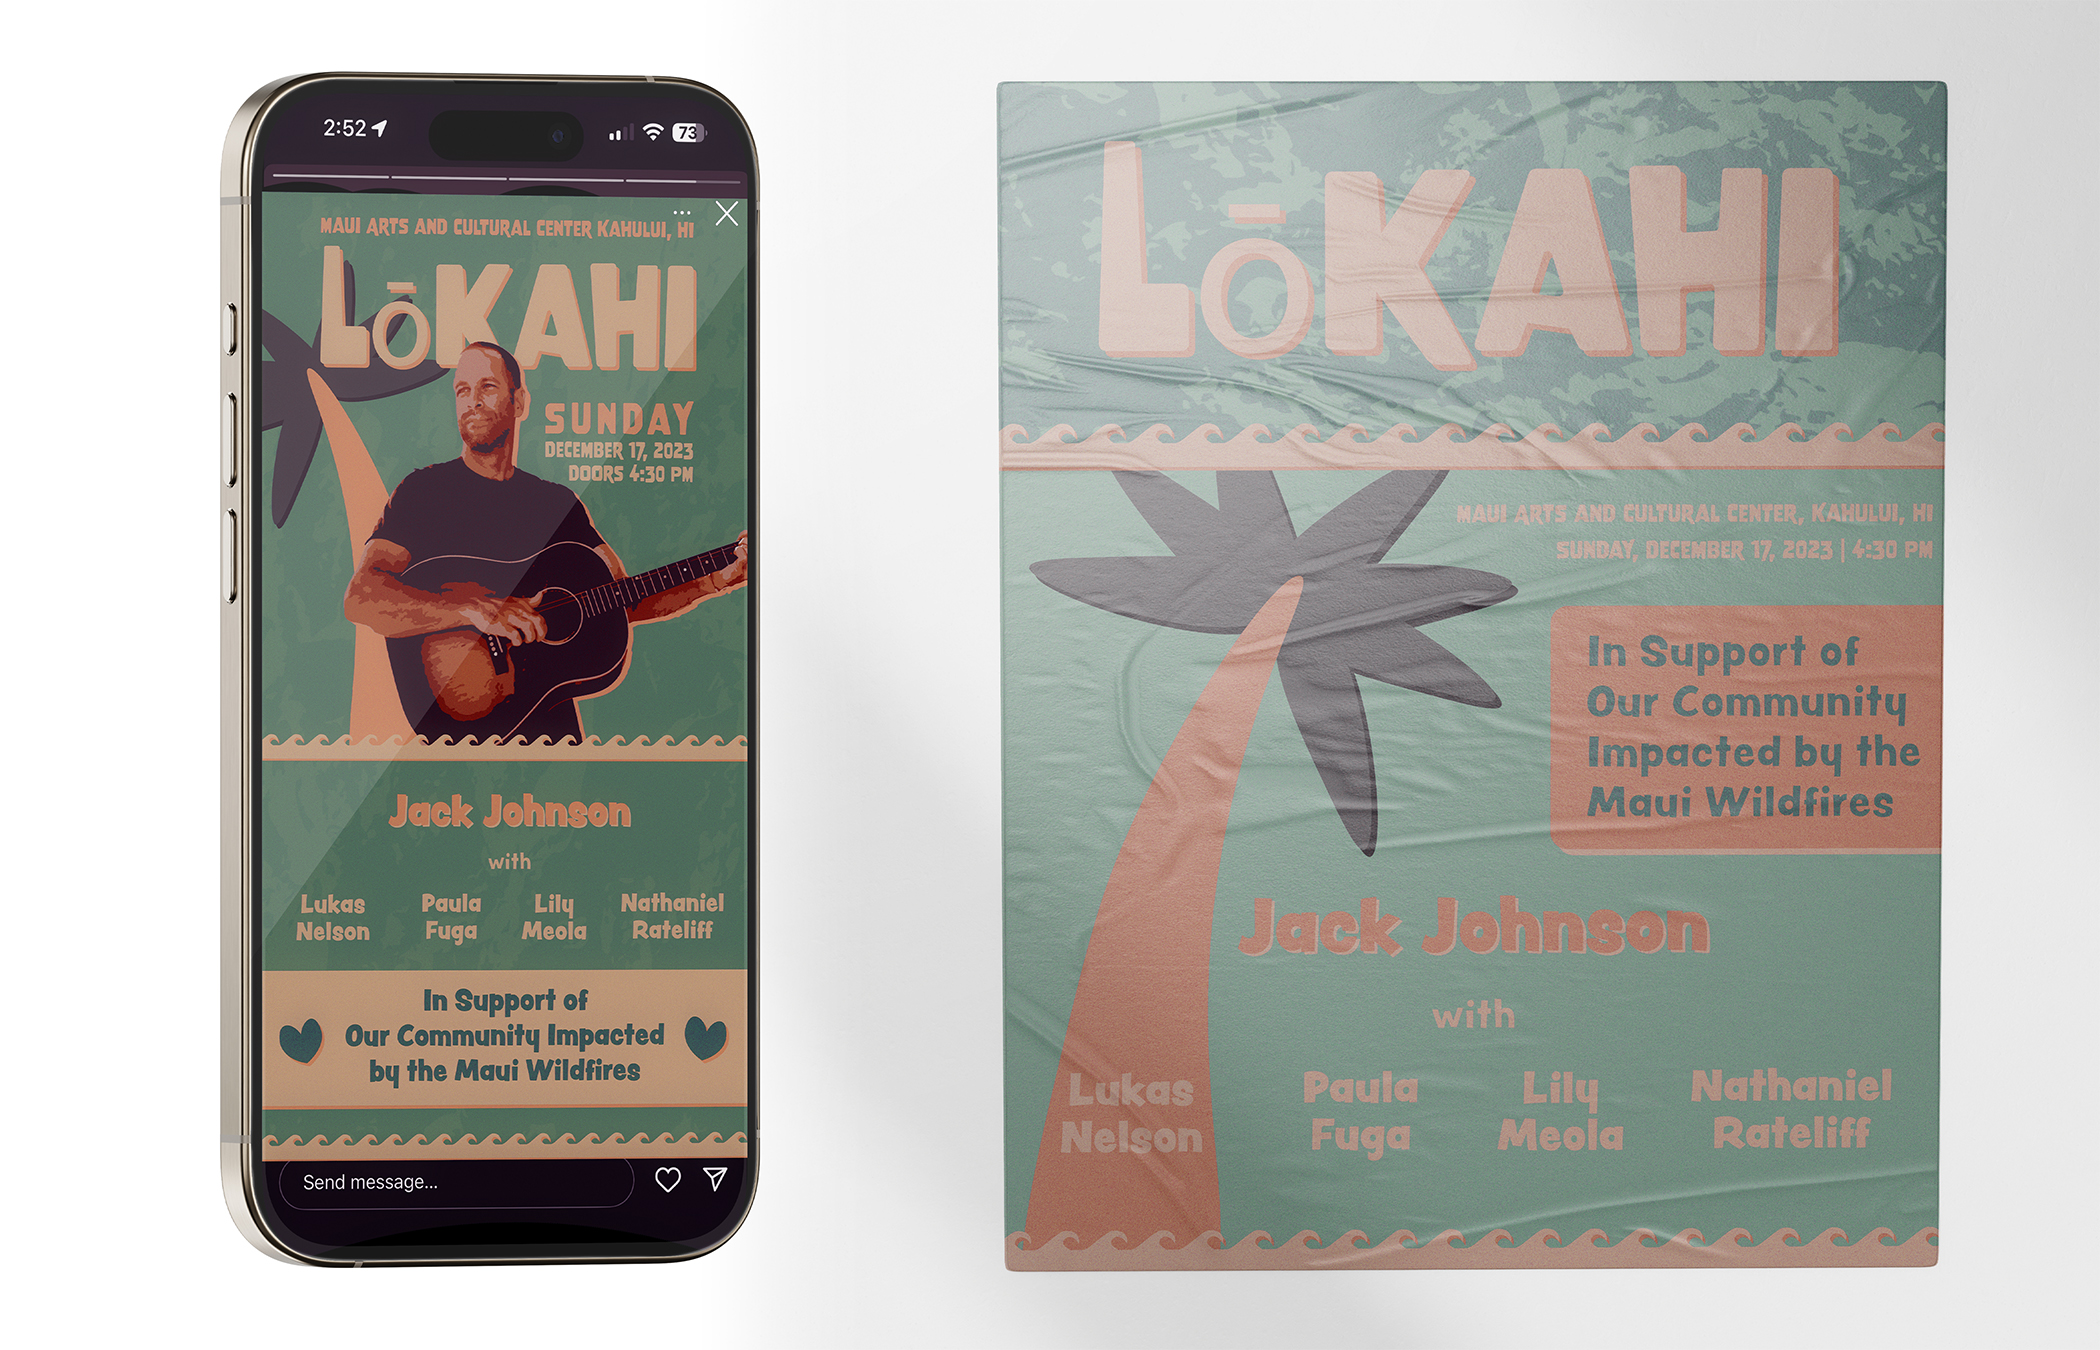 2:52
73
MAUI ARTS AND CULTURAL CENTER KAHULUI, HI
LōKAHI
SUNDAY
DECEMBER 17, 2023
DOORS 4:30 PM
Jack Johnson
with
Lukas Nelson
Paula Fuga
Lily Meola
Nathaniel Rateliff
In Support of
Our Community Impacted
by the Maui Wildfires
Send message...
LōKAHI
MAUI ARTS AND CULTURAL CENTER, KAHULUI, HI
SUNDAY, DECEMBER 17, 2023 | 4:30 PM
In Support of
Our Community
Impacted by the
Maui Wildfires
Jack Johnson
with
Lukas Nelson
Paula Fuga
Lily Meola
Nathaniel Rateliff